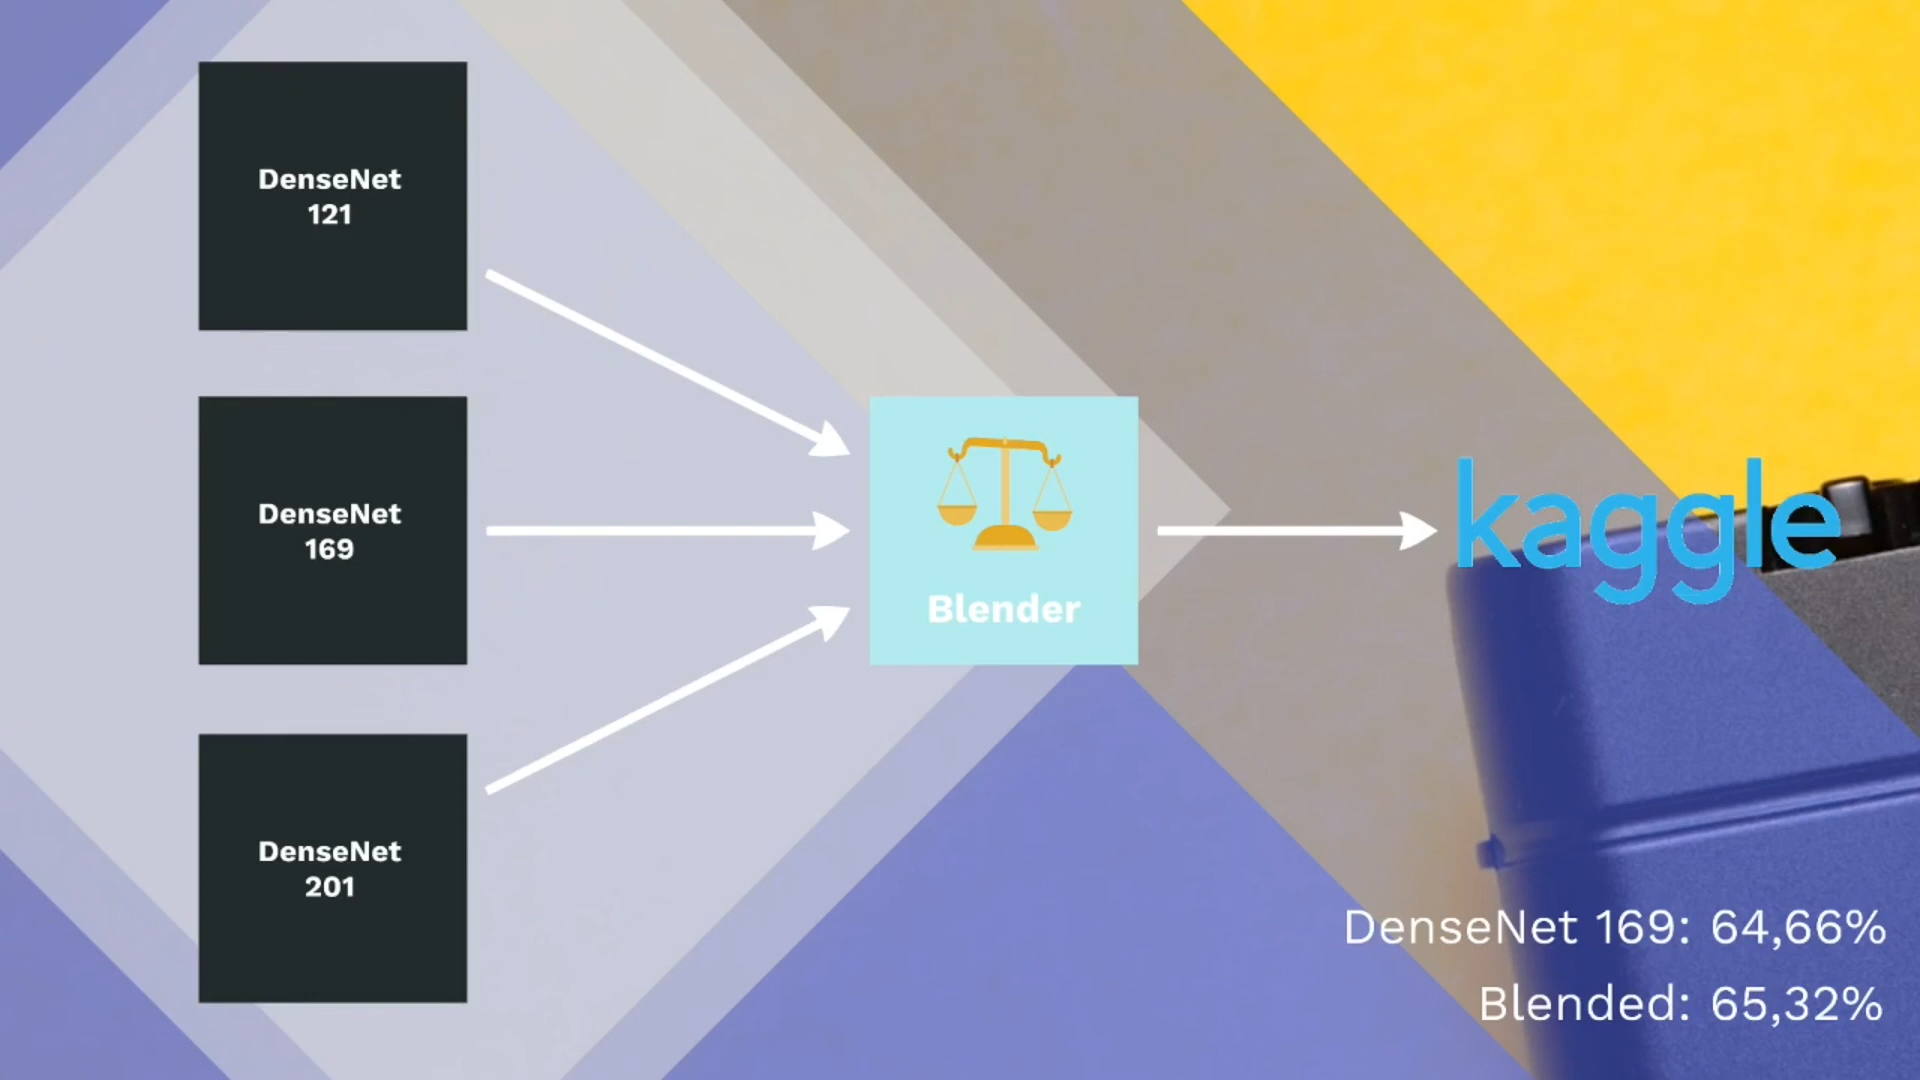 DenseNet
121
DenseNet
169
DenseNet
201
Blender
kaggle
DenseNet 169: 64,66%
Blended: 65,32%